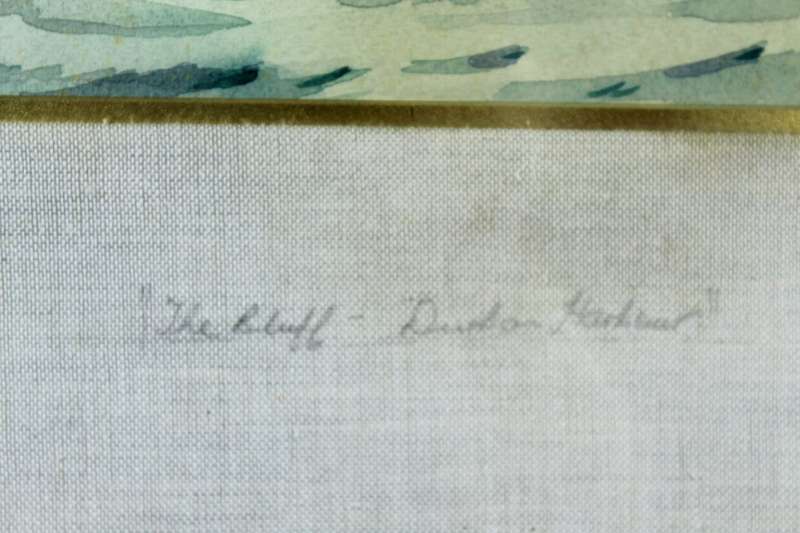 "The Bluff - Durban Harbour"